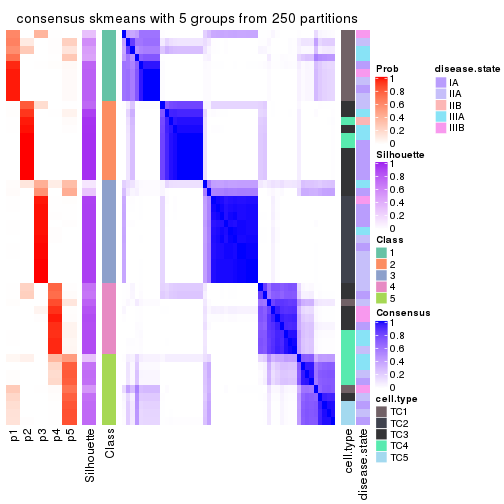 consensus skmeans with 5 groups from 250 partitions
Prob
1
0.8
0.6
0.4
0.2
0
Silhouette
1
0.8
0.6
0.4
0.2
0
Class
1
2
3
4
5
Consensus
1
0.8
0.6
0.4
0.2
0
cell.type
TC1
TC2
TC3
TC4
TC5
disease.state
IA
IIA
IIB
IIIA
IIIB
p1
p2
p3
p4
p5
Silhouette
Class
cell.type
disease.state